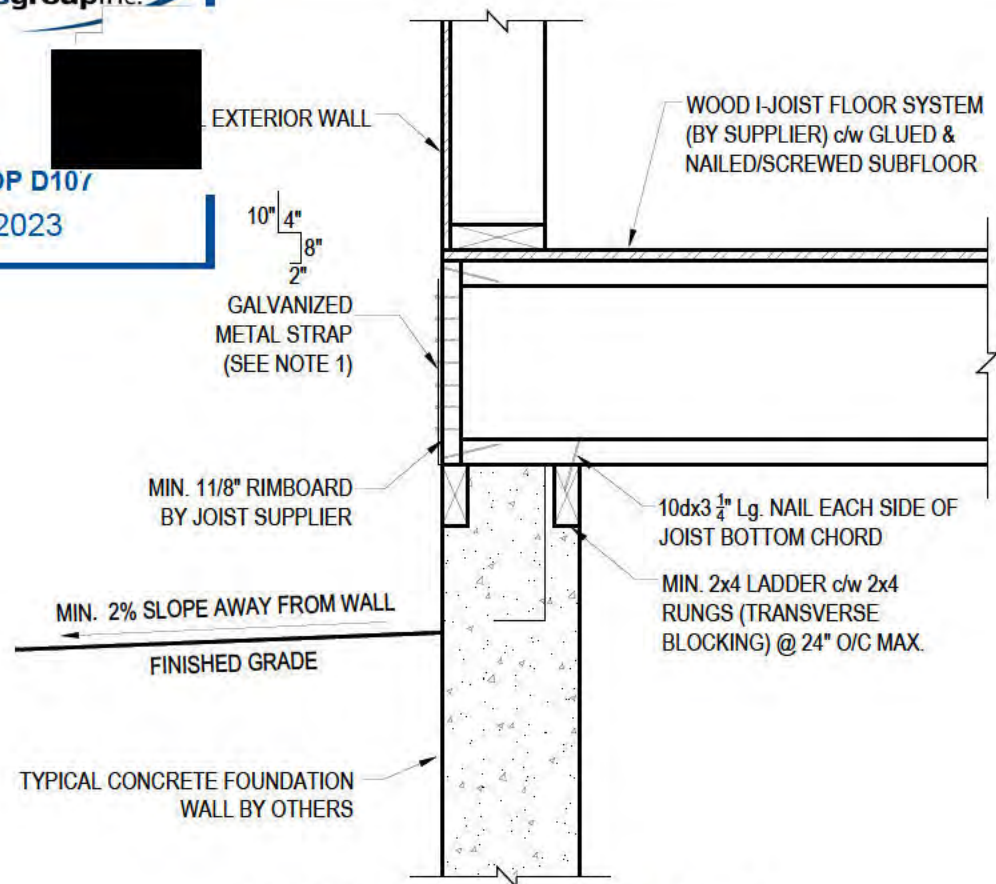 group inc.
EXTERIOR WALL
WOOD I-JOIST FLOOR SYSTEM
(BY SUPPLIER) c/w GLUED &
NAILED/SCREWED SUBFLOOR
D107
2023
10" 4"
8"
2"
GALVANIZED
METAL STRAP
(SEE NOTE 1)
MIN. 11/8" RIMBOARD
BY JOIST SUPPLIER
10dx3 1/4" Lg. NAIL EACH SIDE OF
JOIST BOTTOM CHORD
MIN. 2x4 LADDER c/w 2x4
RUNGS (TRANSVERSE
BLOCKING) @ 24" O/C MAX.
MIN. 2% SLOPE AWAY FROM WALL
FINISHED GRADE
TYPICAL CONCRETE FOUNDATION
WALL BY OTHERS